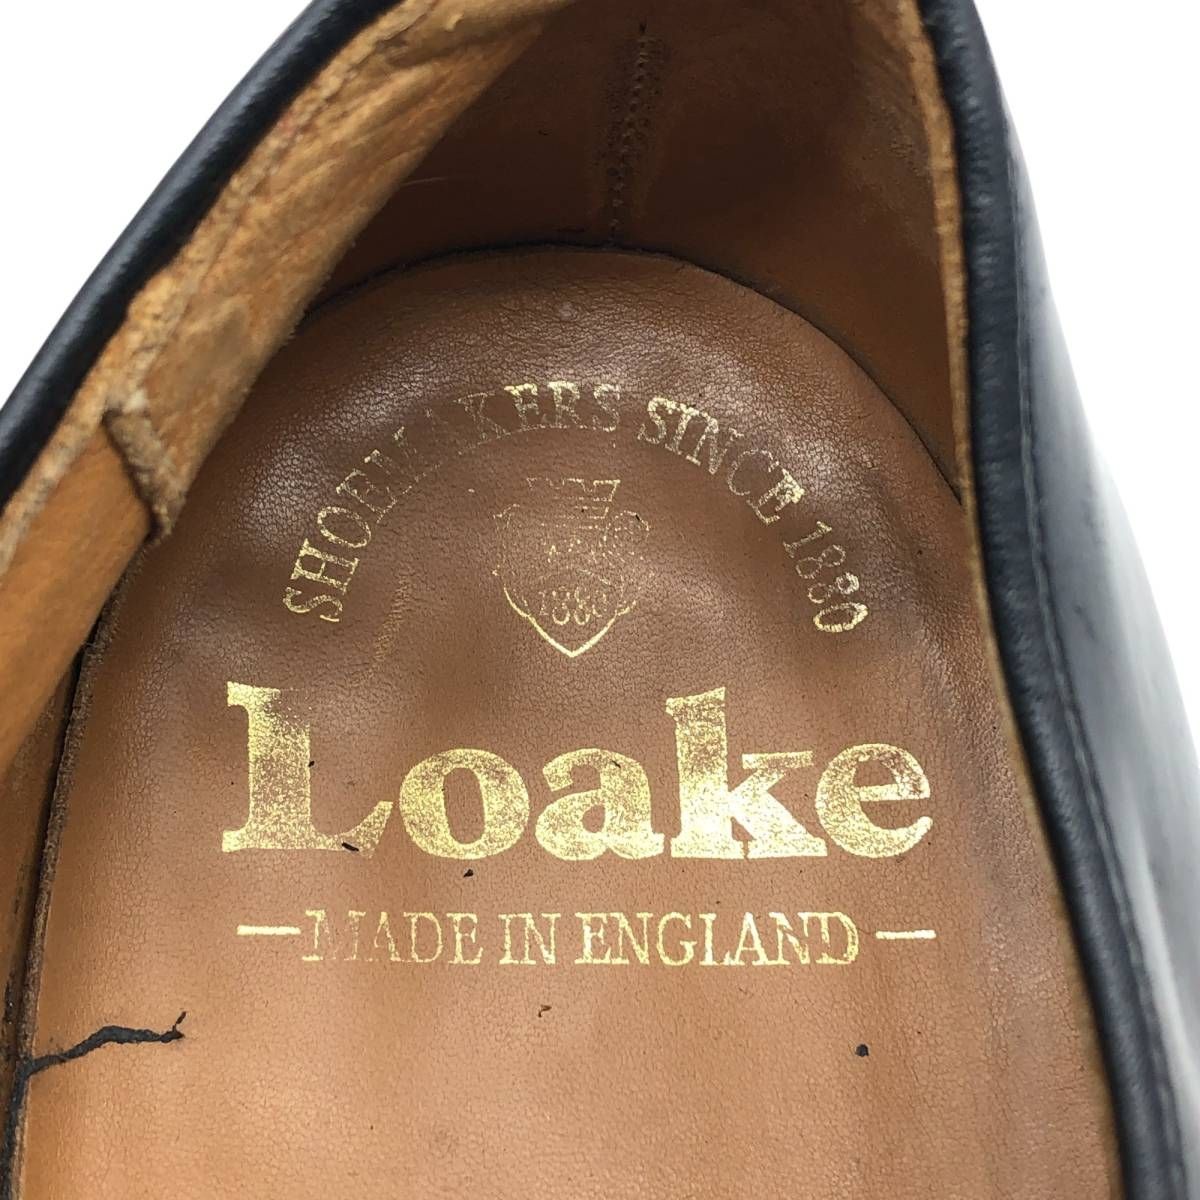 SHOEMAKERS SINCE 1880
1880
Loake
MADE IN ENGLAND